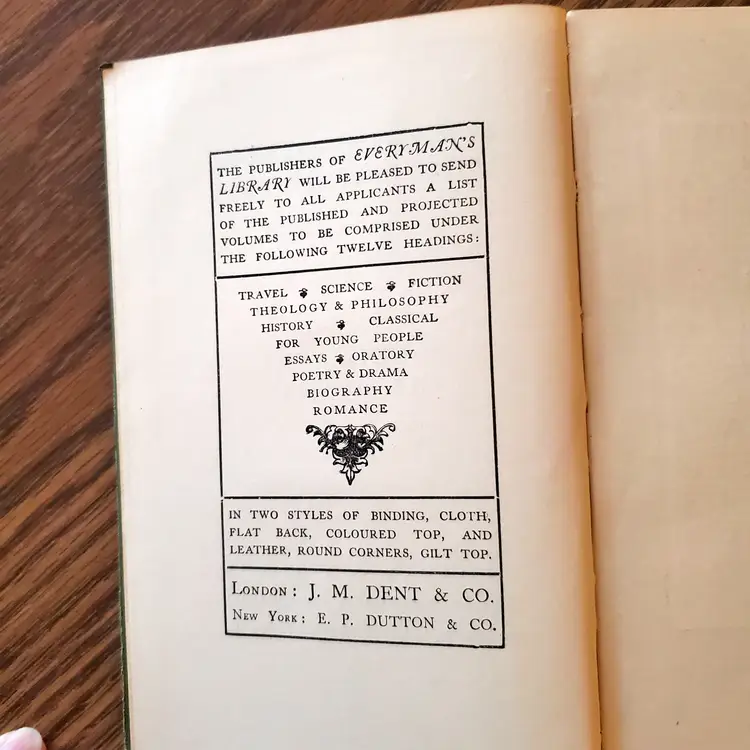 THE PUBLISHERS OF EVERYMAN'S
LIBRARY WILL BE PLEASED TO SEND
FREELY TO ALL APPLICANTS A LIST
OF THE PUBLISHED AND PROJECTED
VOLUMES TO BE COMPRISED UNDER
THE FOLLOWING TWELVE HEADINGS:
TRAVEL SCIENCE FICTION
THEOLOGY & PHILOSOPHY
HISTORY CLASSICAL
FOR YOUNG PEOPLE
ESSAYS ORATORY
POETRY & DRAMA
BIOGRAPHY
ROMANCE
IN TWO STYLES OF BINDING, CLOTH,
FLAT BACK, COLOURED TOP, AND
LEATHER, ROUND CORNERS, GILT TOP.
LONDON: J. M. DENT & CO.
NEW YORK: E. P. DUTTON & CO.